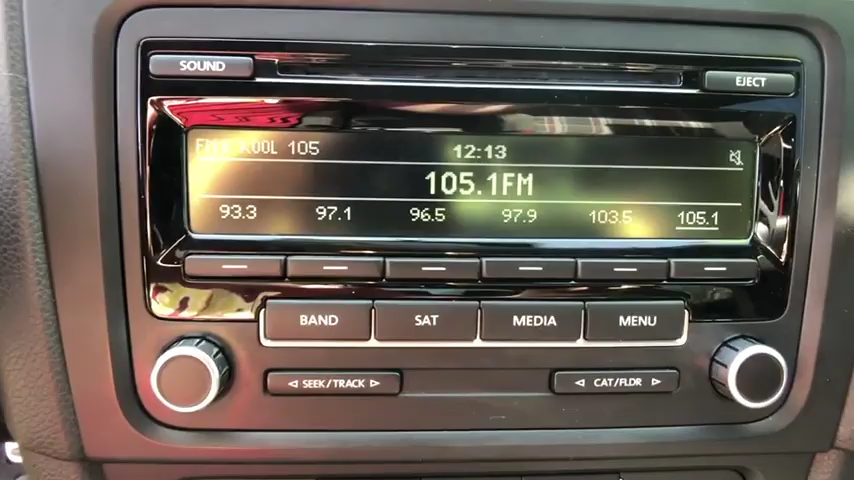 SOUND
EJECT
KOOL 105
12:13
105.1FM
93.3 97.1 96.5 97.9 103.5 105.1
BAND SAT MEDIA MENU
SEEK/TRACK
CAT/FLDR